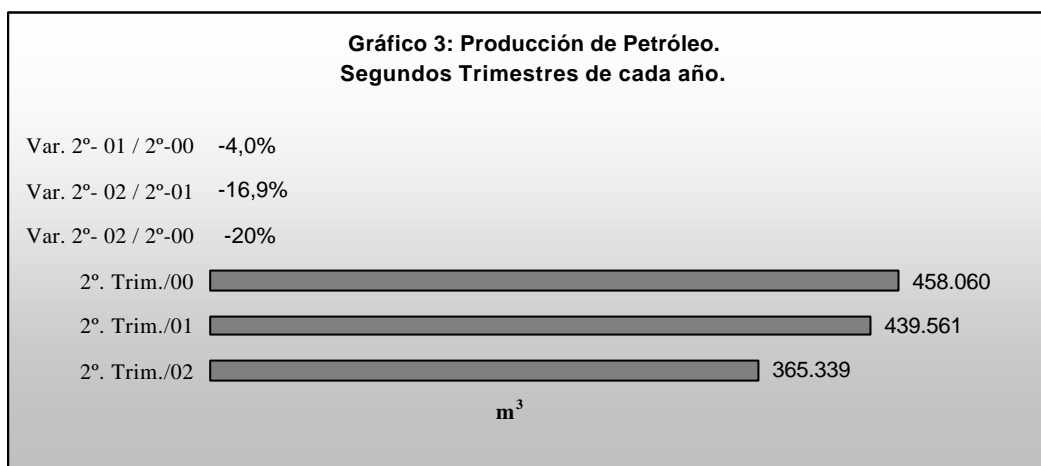 Gráfico 3: Producción de Petróleo.
Segundos Trimestres de cada año.
Var. 2º- 01 / 2º-00 -4,0%
Var. 2º- 02 / 2º-01 -16,9%
Var. 2º- 02 / 2º-00 -20%
2º. Trim./00 458.060
2º. Trim./01 439.561
2º. Trim./02 365.339
m³